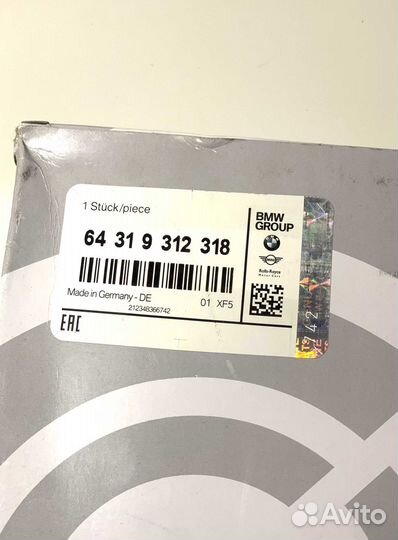 1 Stück/piece
BMW
GROUP
64 31 9 312 318
Made in Germany - DE
01 XF5
212348366742
EAC
Avito